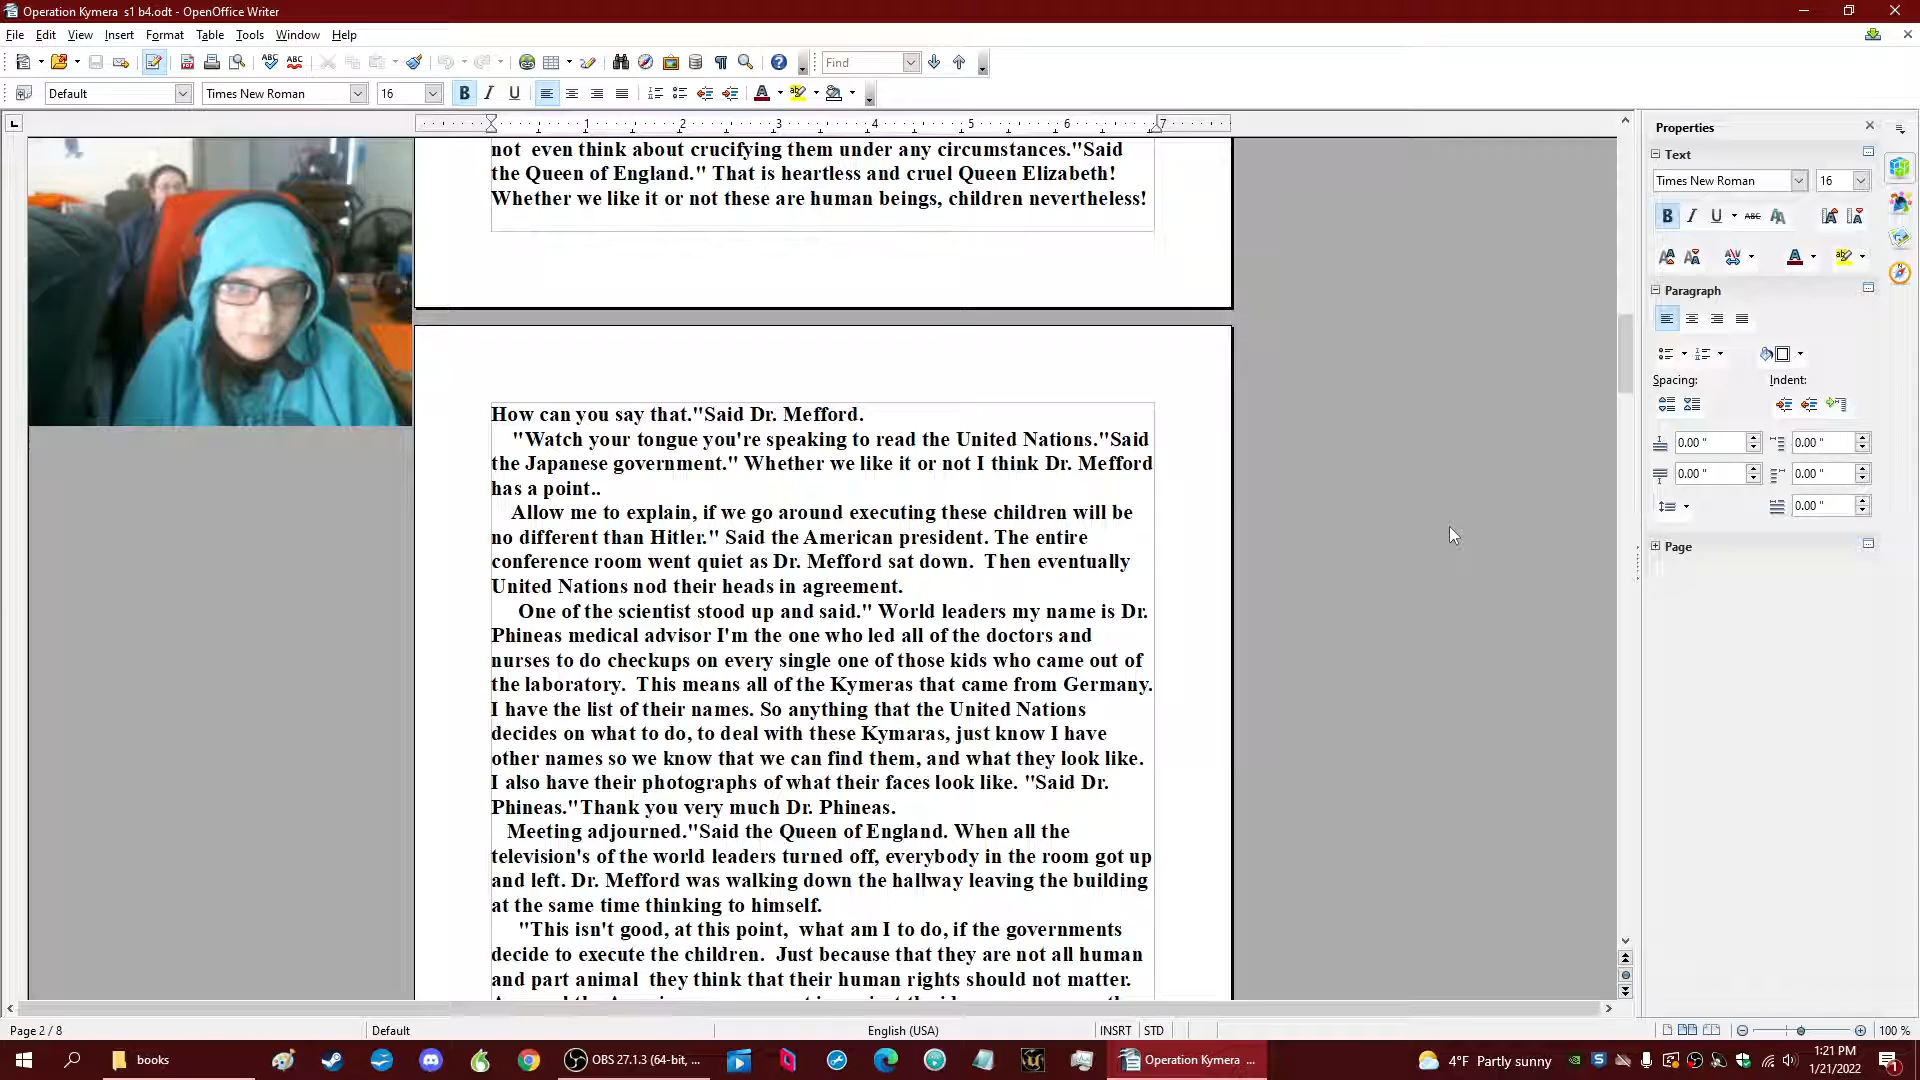 Operation Kymera  s1 b4.odt - OpenOffice Writer
File Edit View Insert Format Table Tools Window Help
Find
Default Times New Roman 16
1 2 3 4 5 6 7
not  even think about crucifying them under any circumstances."Said
the Queen of England." That is heartless and cruel Queen Elizabeth!
Whether we like it or not these are human beings, children nevertheless!
How can you say that."Said Dr. Mefford.
"Watch your tongue you're speaking to read the United Nations."Said
the Japanese government." Whether we like it or not I think Dr. Mefford
has a point..
Allow me to explain, if we go around executing these children will be
no different than Hitler." Said the American president. The entire
conference room went quiet as Dr. Mefford sat down.  Then eventually
United Nations nod their heads in agreement.
One of the scientist stood up and said." World leaders my name is Dr.
Phineas medical advisor I'm the one who led all of the doctors and
nurses to do checkups on every single one of those kids who came out of
the laboratory.  This means all of the Kymeras that came from Germany.
I have the list of their names. So anything that the United Nations
decides on what to do, to deal with these Kymaras, just know I have
other names so we know that we can find them, and what they look like.
I also have their photographs of what their faces look like. "Said Dr.
Phineas."Thank you very much Dr. Phineas.
Meeting adjourned."Said the Queen of England. When all the
television's of the world leaders turned off, everybody in the room got up
and left. Dr. Mefford was walking down the hallway leaving the building
at the same time thinking to himself.
"This isn't good, at this point,  what am I to do, if the governments
decide to execute the children.  Just because that they are not all human
and part animal  they think that their human rights should not matter.
Properties
Text
Times New Roman 16
Paragraph
Spacing: Indent:
0.00 " 0.00 "
0.00 " 0.00 "
0.00 "
Page
Page 2 / 8 Default English (USA) INSRT STD 100 %
books OBS 27.1.3 (64-bit, ... Operation Kymera ... 4°F Partly sunny 1:21 PM
1/21/2022